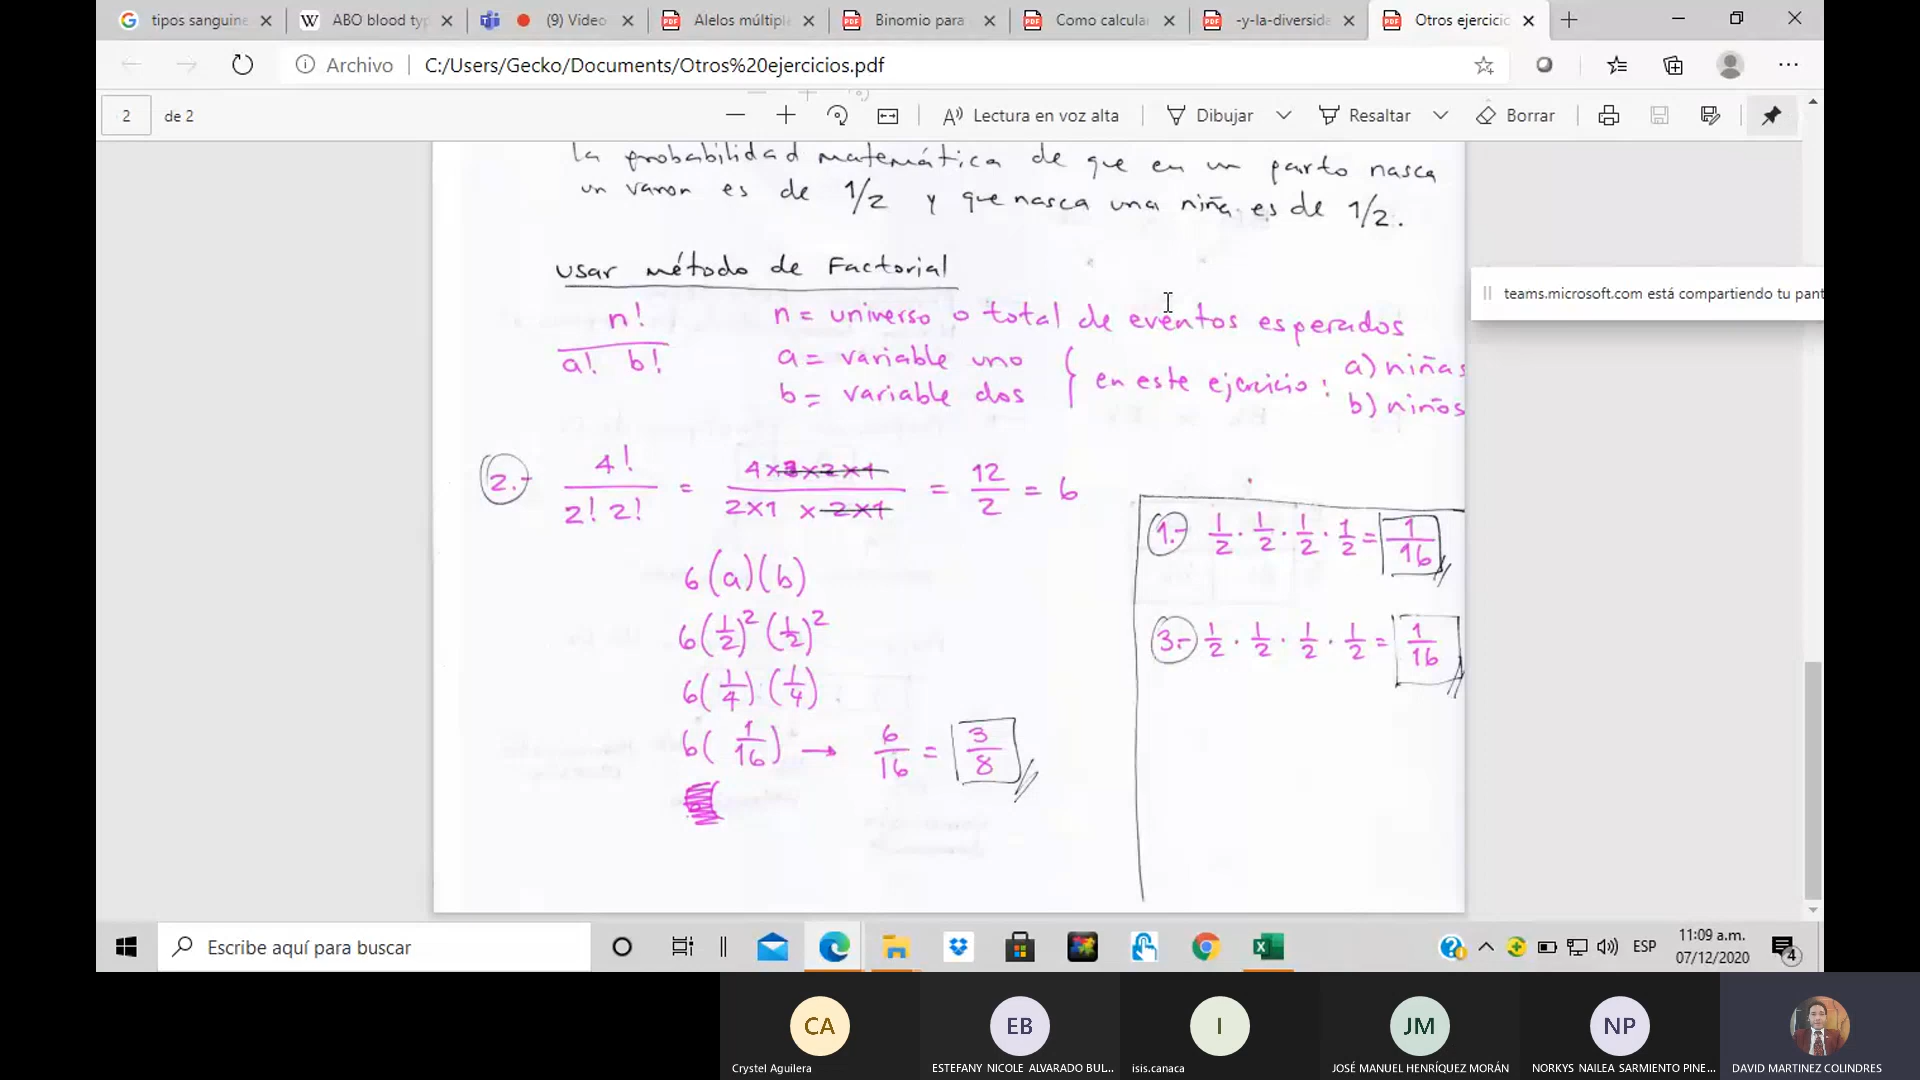 tipos sanguine
ABO blood typ
(9) Video
Alelos múltiple
Binomio para
Como calcula
-y-la-diversida
Otros ejercicio
Archivo
C:/Users/Gecko/Documents/Otros%20ejercicios.pdf
2
de 2
Lectura en voz alta
Dibujar
Resaltar
Borrar
la probabilidad matemática de que en un parto nasca
un varon es de 1/2 y que nasca una niña es de 1/2.
teams.microsoft.com está compartiendo tu pant
usar método de Factorial
n!
a! b!
n = universo o total de eventos esperados
a = variable uno
b = variable dos
en este ejercicio :
a) niñas
b) niños
2.- 4!/2! 2! = 4x3x2x1/2x1 x 2x1 = 12/2 = 6
6(a)(b)
6(1/2)² (1/2)²
6(1/4) (1/4)
6( 1/16) → 6/16 = 3/8
1.- 1/2 · 1/2 · 1/2 · 1/2 = 1/16
3.- 1/2 · 1/2 · 1/2 · 1/2 = 1/16
Escribe aquí para buscar
ESP
11:09 a.m.
07/12/2020
4
CA
EB
I
JM
NP
Crystel Aguilera
ESTEFANY NICOLE ALVARADO BUL...
isis.canaca
JOSÉ MANUEL HENRÍQUEZ MORÁN
NORKYS NAILEA SARMIENTO PINE...
DAVID MARTINEZ COLINDRES